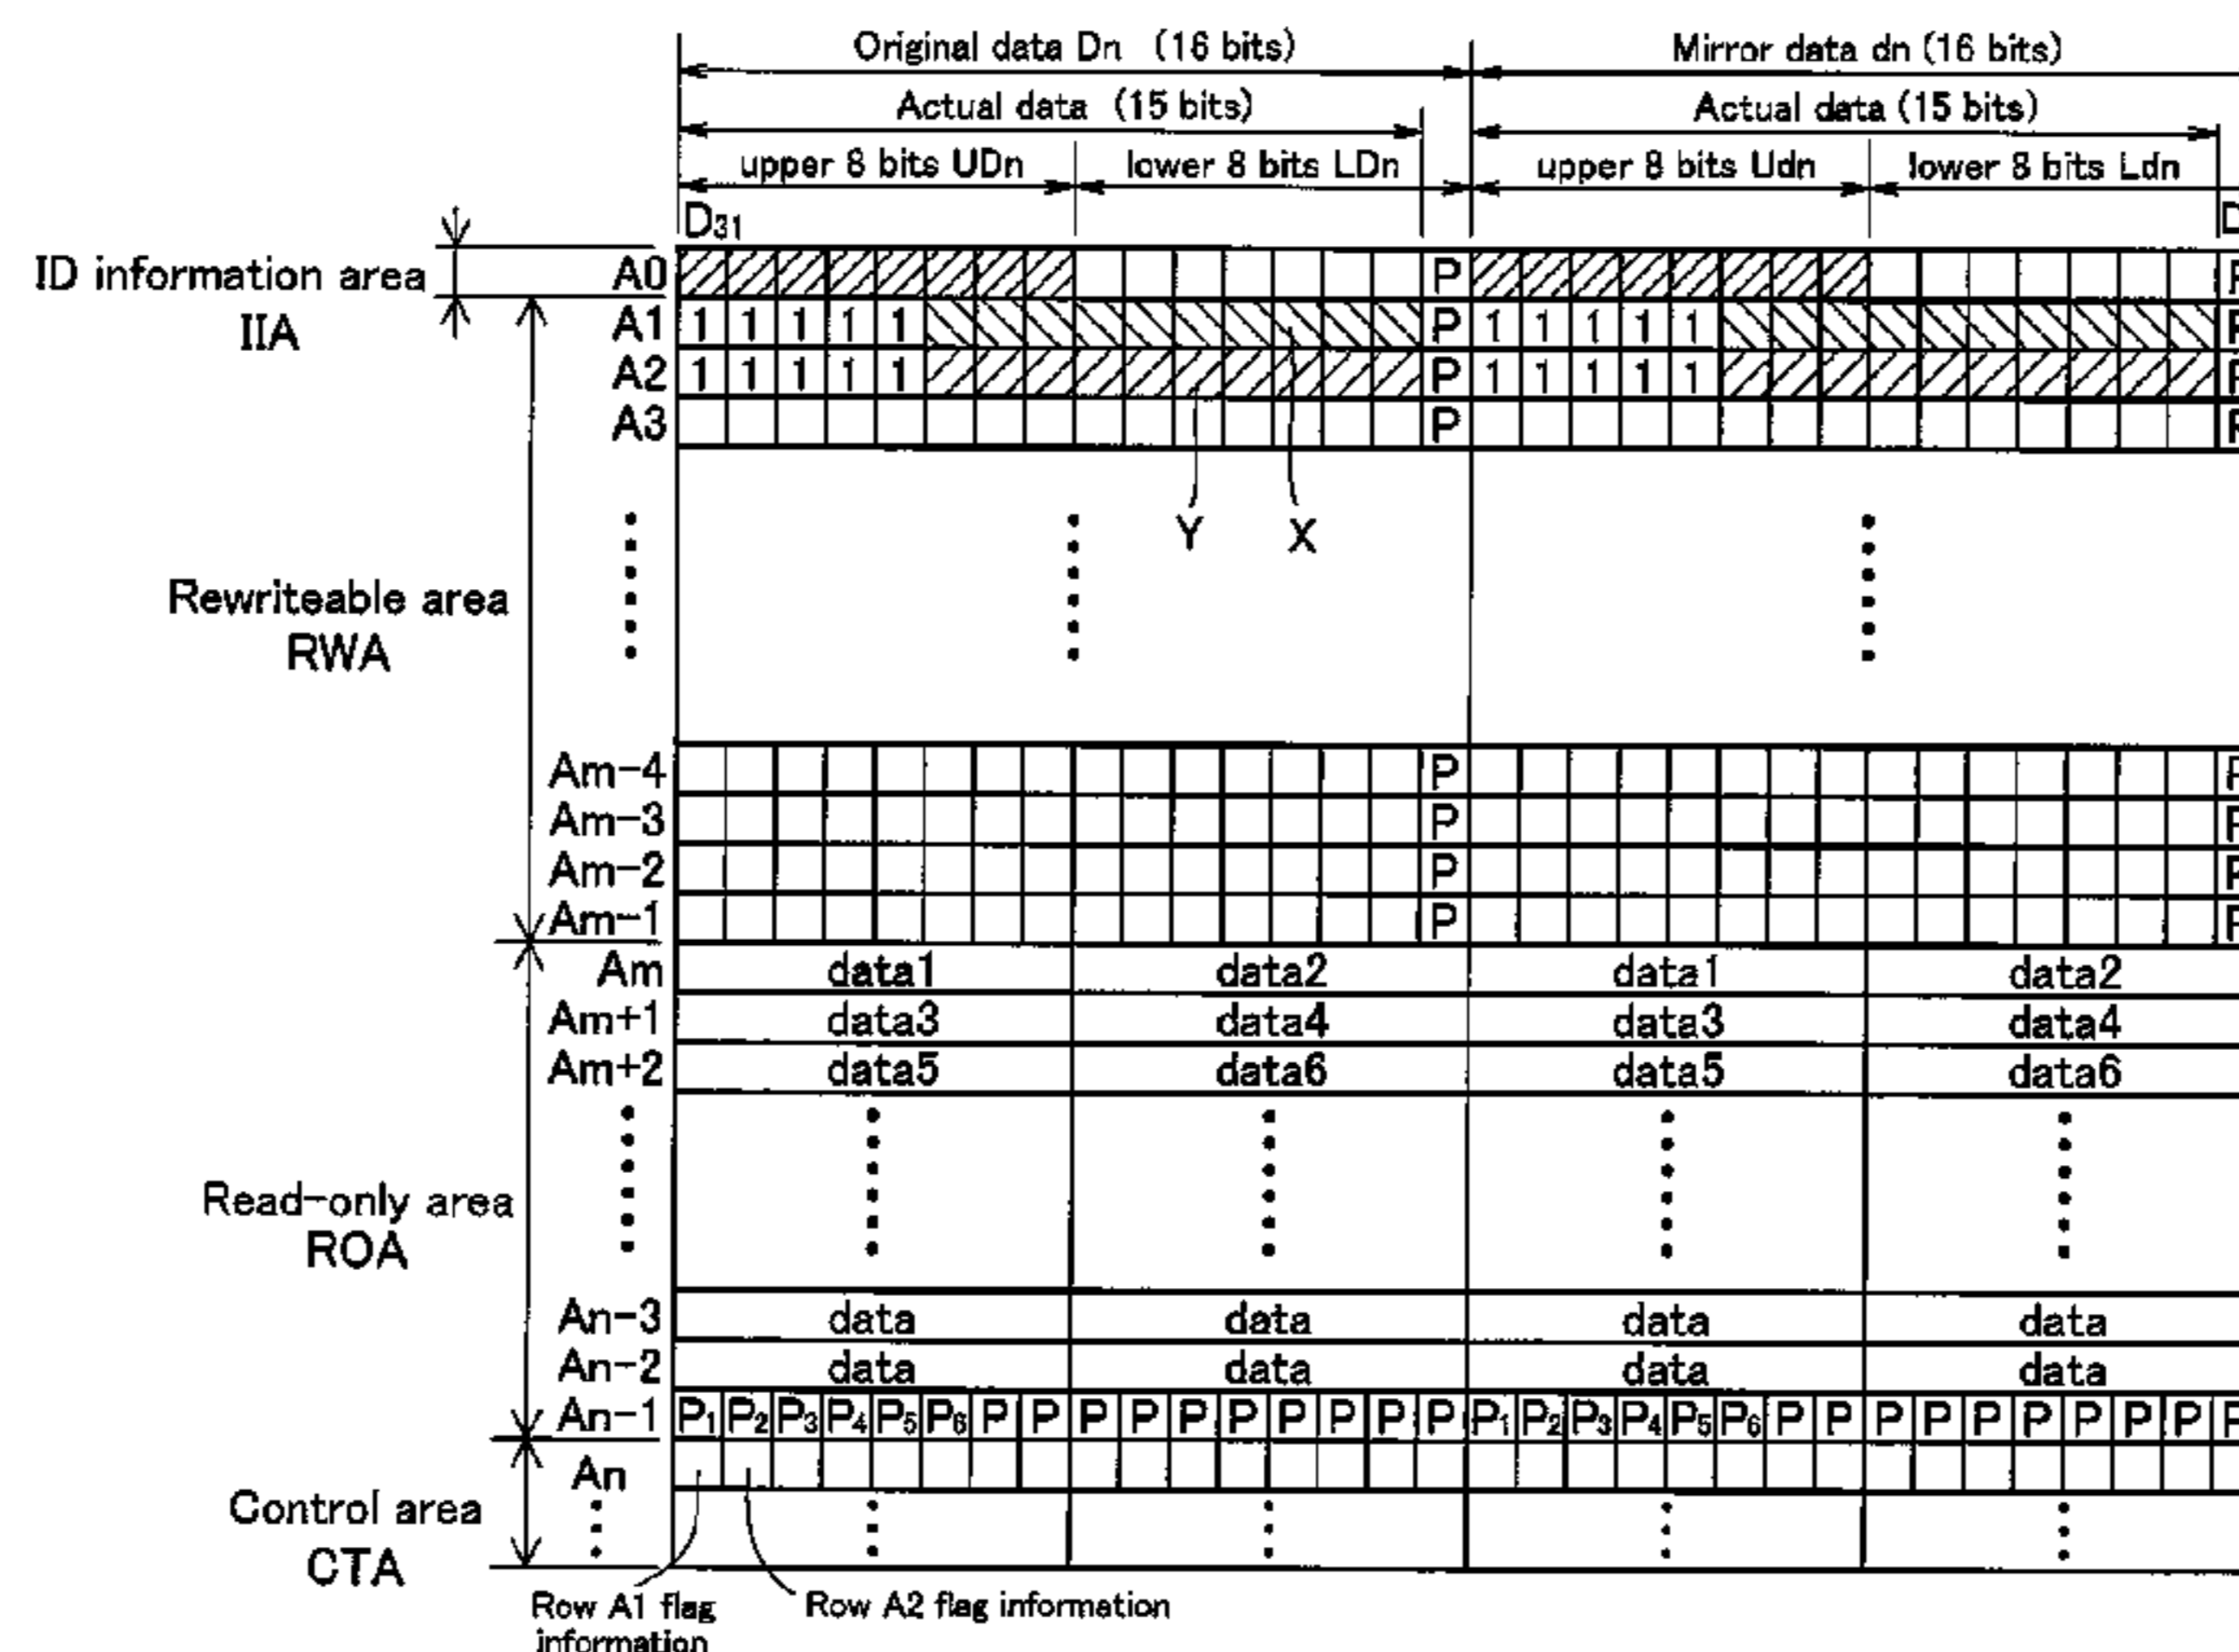 Original data Dn (16 bits) Mirror data dn (16 bits)
Actual data (15 bits) Actual data (15 bits)
upper 8 bits UDn lower 8 bits LDn upper 8 bits Udn lower 8 bits Ldn
D31
ID information area
IIA
A0 P
A1 1 1 1 1 1 P 1 1 1 1 1
A2 1 1 1 1 1 P 1 1 1 1 1
A3 P
Y X
Rewriteable area
RWA
Am-4 P
Am-3 P
Am-2 P
Am-1 P
Am data1 data2 data1 data2
Am+1 data3 data4 data3 data4
Am+2 data5 data6 data5 data6
Read-only area
ROA
An-3 data data data data
An-2 data data data data
An-1 P1 P2 P3 P4 P5 P6 P P P P P P P P P P P1 P2 P3 P4 P5 P6 P P P P P P P P P
An
Control area
CTA
Row A1 flag
information
Row A2 flag information